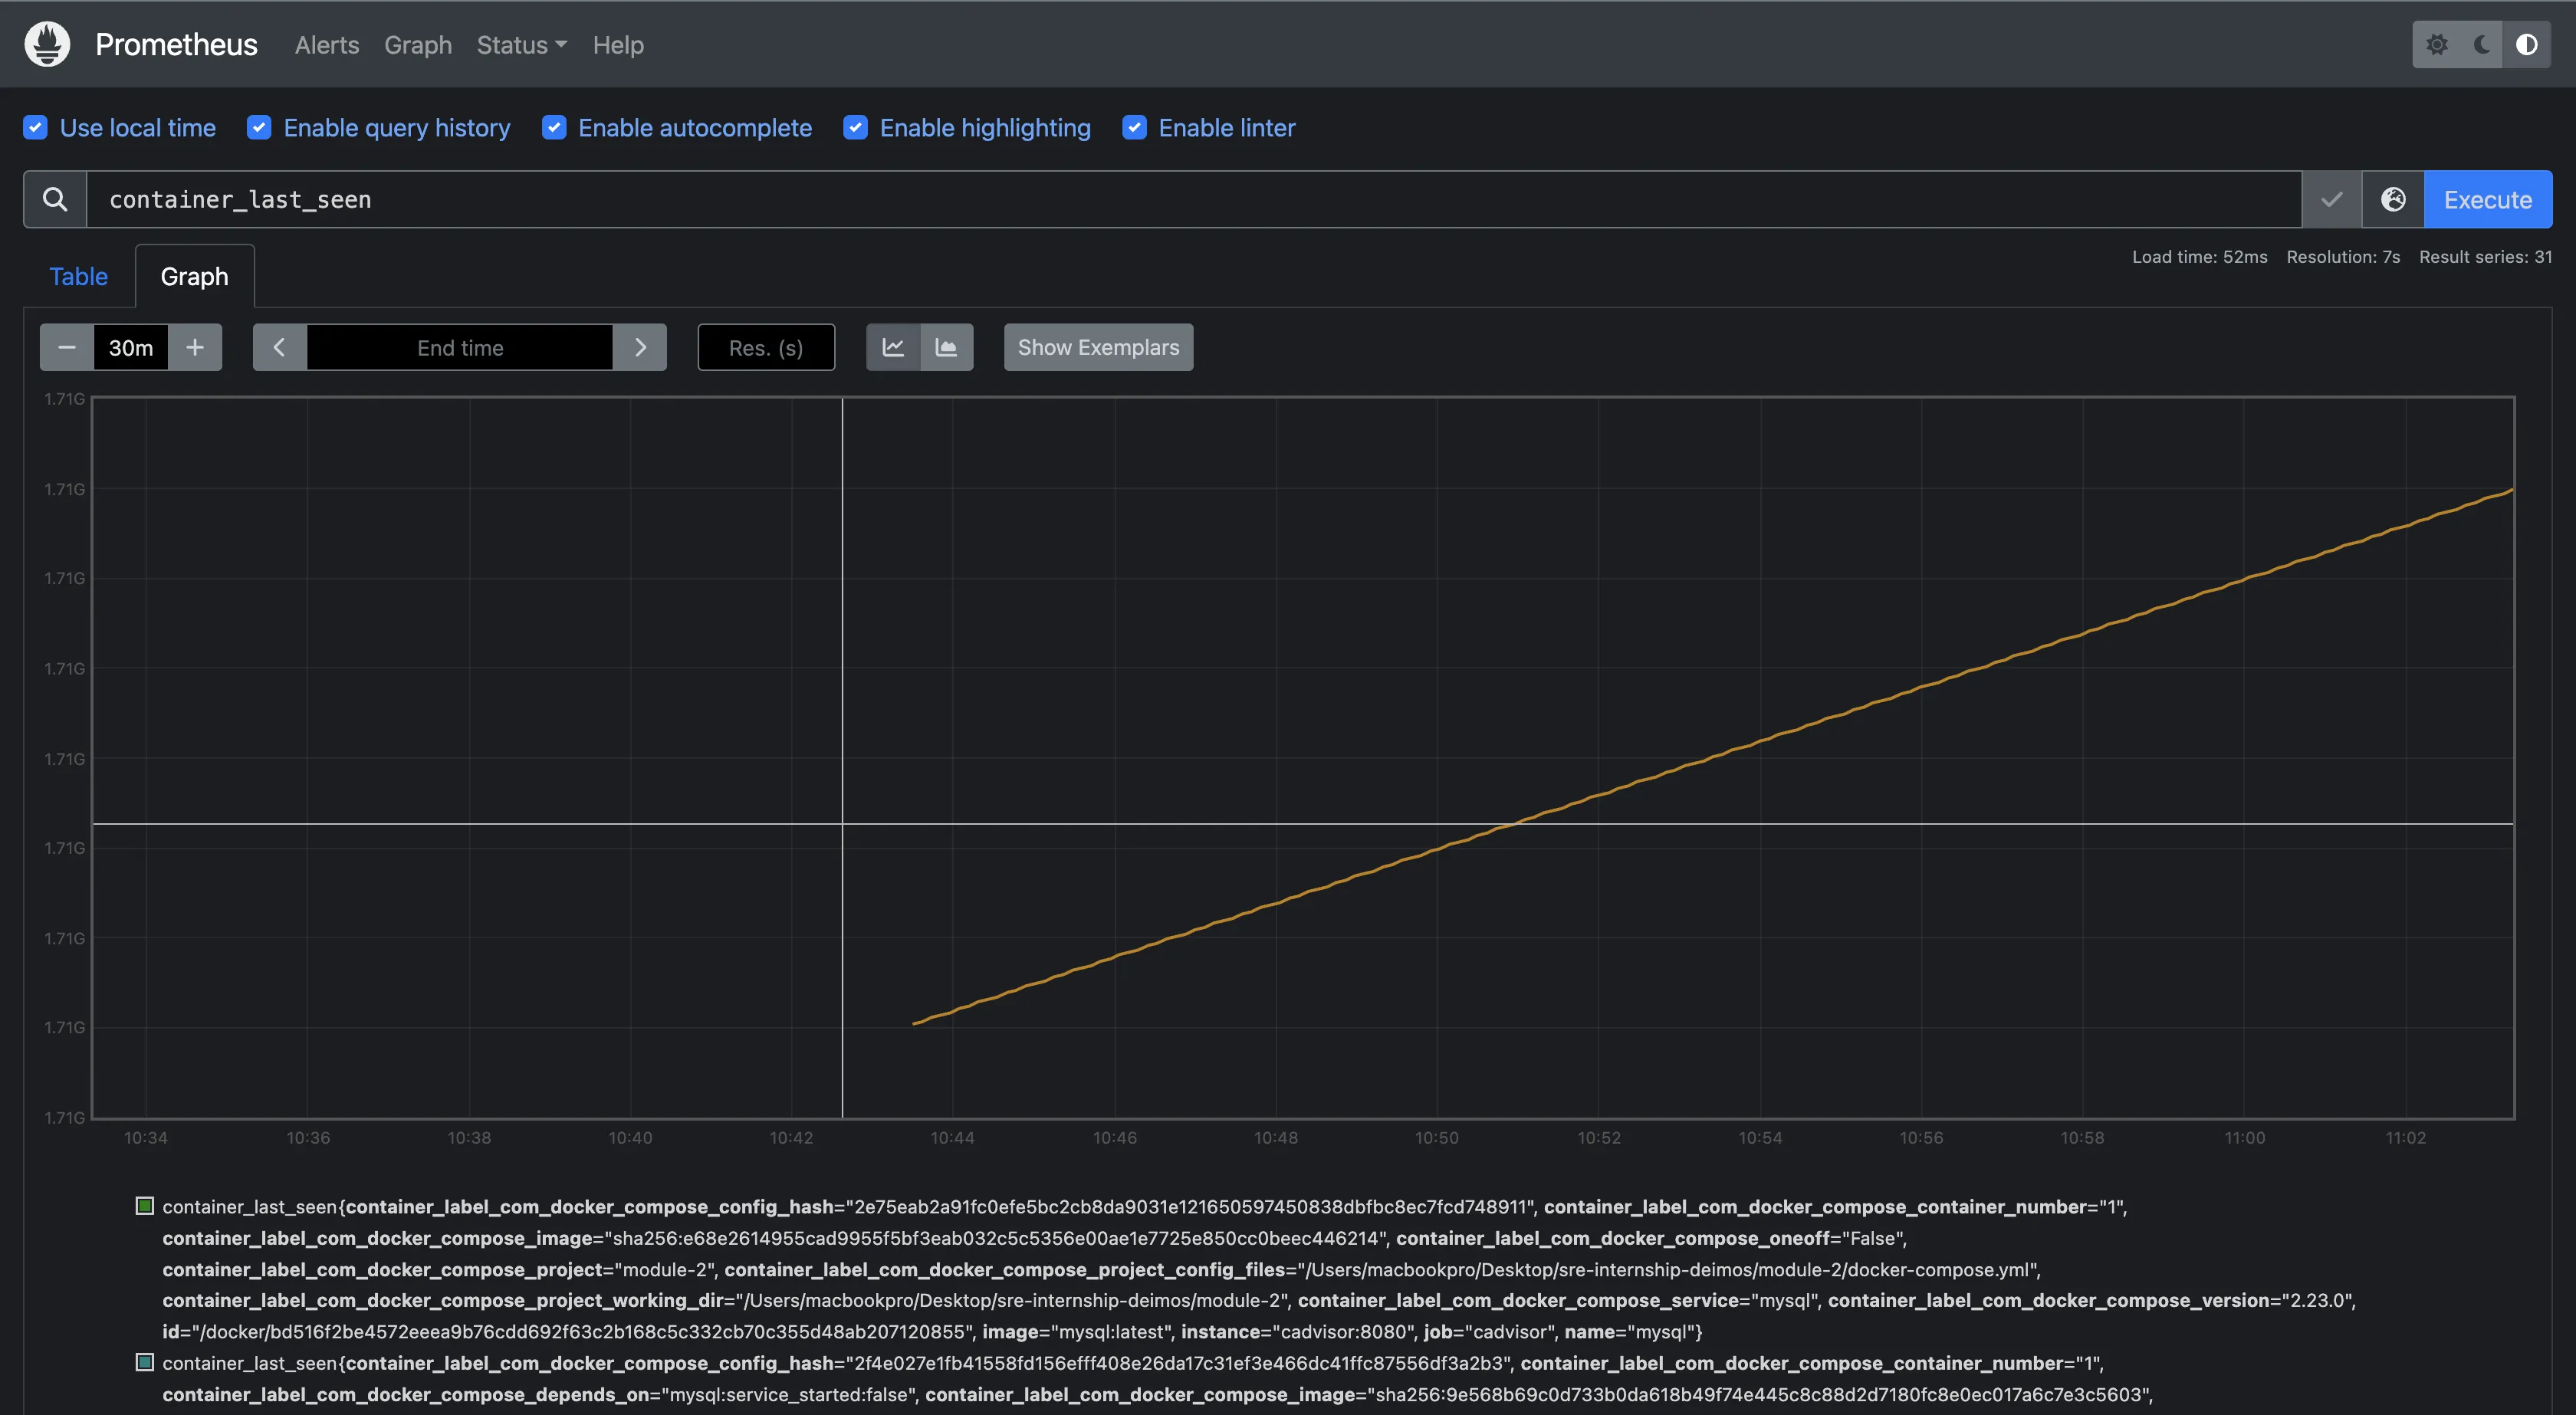 Prometheus Alerts Graph Status Help
Use local time Enable query history Enable autocomplete Enable highlighting Enable linter
container_last_seen Execute
Load time: 52ms Resolution: 7s Result series: 31
Table Graph
30m End time Res. (s) Show Exemplars
1.71G
1.71G
1.71G
1.71G
1.71G
1.71G
1.71G
1.71G
1.71G
10:34 10:36 10:38 10:40 10:42 10:44 10:46 10:48 10:50 10:52 10:54 10:56 10:58 11:00 11:02
container_last_seen{container_label_com_docker_compose_config_hash="2e75eab2a91fc0efe5bc2cb8da9031e121650597450838dbfbc8ec7fcd748911", container_label_com_docker_compose_container_number="1",
container_label_com_docker_compose_image="sha256:e68e2614955cad9955f5bf3eab032c5c5356e00ae1e7725e850cc0beec446214", container_label_com_docker_compose_oneoff="False",
container_label_com_docker_compose_project="module-2", container_label_com_docker_compose_project_config_files="/Users/macbookpro/Desktop/sre-internship-deimos/module-2/docker-compose.yml",
container_label_com_docker_compose_project_working_dir="/Users/macbookpro/Desktop/sre-internship-deimos/module-2", container_label_com_docker_compose_service="mysql", container_label_com_docker_compose_version="2.23.0",
id="/docker/bd516f2be4572eeea9b76cdd692f63c2b168c5c332cb70c355d48ab207120855", image="mysql:latest", instance="cadvisor:8080", job="cadvisor", name="mysql"}
container_last_seen{container_label_com_docker_compose_config_hash="2f4e027e1fb41558fd156efff408e26da17c31ef3e466dc41ffc87556df3a2b3", container_label_com_docker_compose_container_number="1",
container_label_com_docker_compose_depends_on="mysql:service_started:false", container_label_com_docker_compose_image="sha256:9e568b69c0d733b0da618b49f74e445c8c88d2d7180fc8e0ec017a6c7e3c5603",